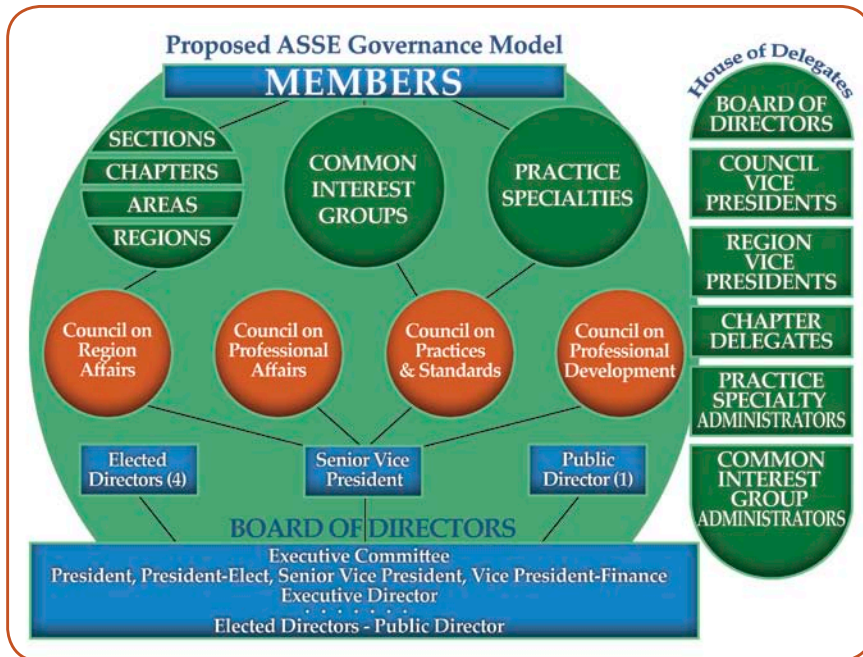 Proposed ASSE Governance Model
MEMBERS
SECTIONS
CHAPTERS
AREAS
REGIONS
COMMON
INTEREST
GROUPS
PRACTICE
SPECIALTIES
Council on
Region
Affairs
Council on
Professional
Affairs
Council on
Practices
& Standards
Council on
Professional
Development
Elected
Directors (4)
Senior Vice
President
Public
Director (1)
BOARD OF DIRECTORS
Executive Committee
President, President-Elect, Senior Vice President, Vice President-Finance
Executive Director
. . . . . . .
Elected Directors - Public Director
House of Delegates
BOARD OF
DIRECTORS
COUNCIL
VICE
PRESIDENTS
REGION
VICE
PRESIDENTS
CHAPTER
DELEGATES
PRACTICE
SPECIALTY
ADMINISTRATORS
COMMON
INTEREST
GROUP
ADMINISTRATORS